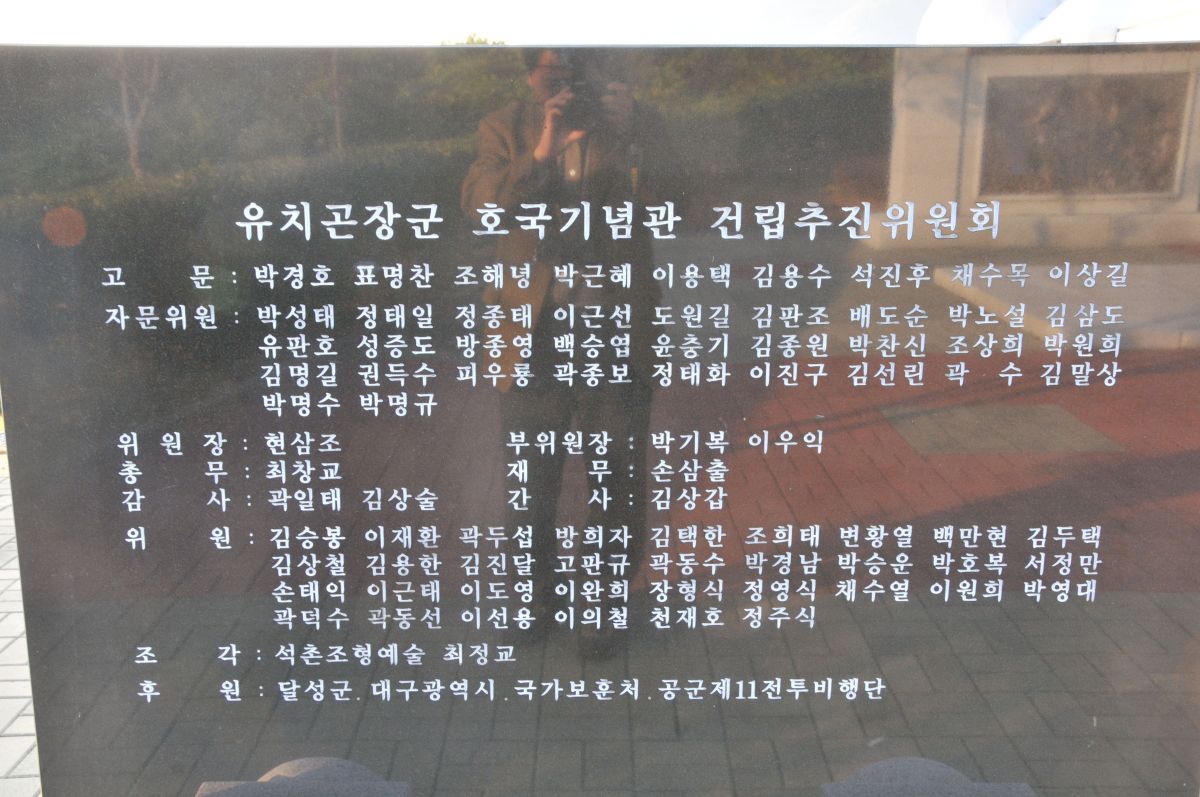 유치곤장군 호국기념관 건립추진위원회
고 문 : 박경호 표명찬 조해녕 박근혜 이용택 김용수 석진후 채수목 이상길
자문위원 : 박성태 정태일 정종태 이근선 도원길 김판조 배도순 박노설 김삼도
유판호 성증도 방종영 백승엽 윤충기 김종원 박찬신 조상희 박원희
김명길 권득수 피우룡 곽종보 정태화 이진구 김선린 곽 수 김말상
박명수 박명규
위 원 장 : 현삼조 부위원장 : 박기복 이우익
총 무 : 최창교 재 무 : 손삼출
감 사 : 곽일태 김상술 간 사 : 김상갑
위 원 : 김승봉 이재환 곽두섭 방희자 김택한 조희태 변황열 백만현 김두택
김상철 김용한 김진달 고판규 곽동수 박경남 박승운 박호복 서정만
손태익 이근태 이도영 이완희 장형식 정영식 채수열 이원희 박영대
곽덕수 곽동선 이선용 이의철 천재호 정주식
조 각 : 석촌조형예술 최정교
후 원 : 달성군. 대구광역시. 국가보훈처. 공군제11전투비행단